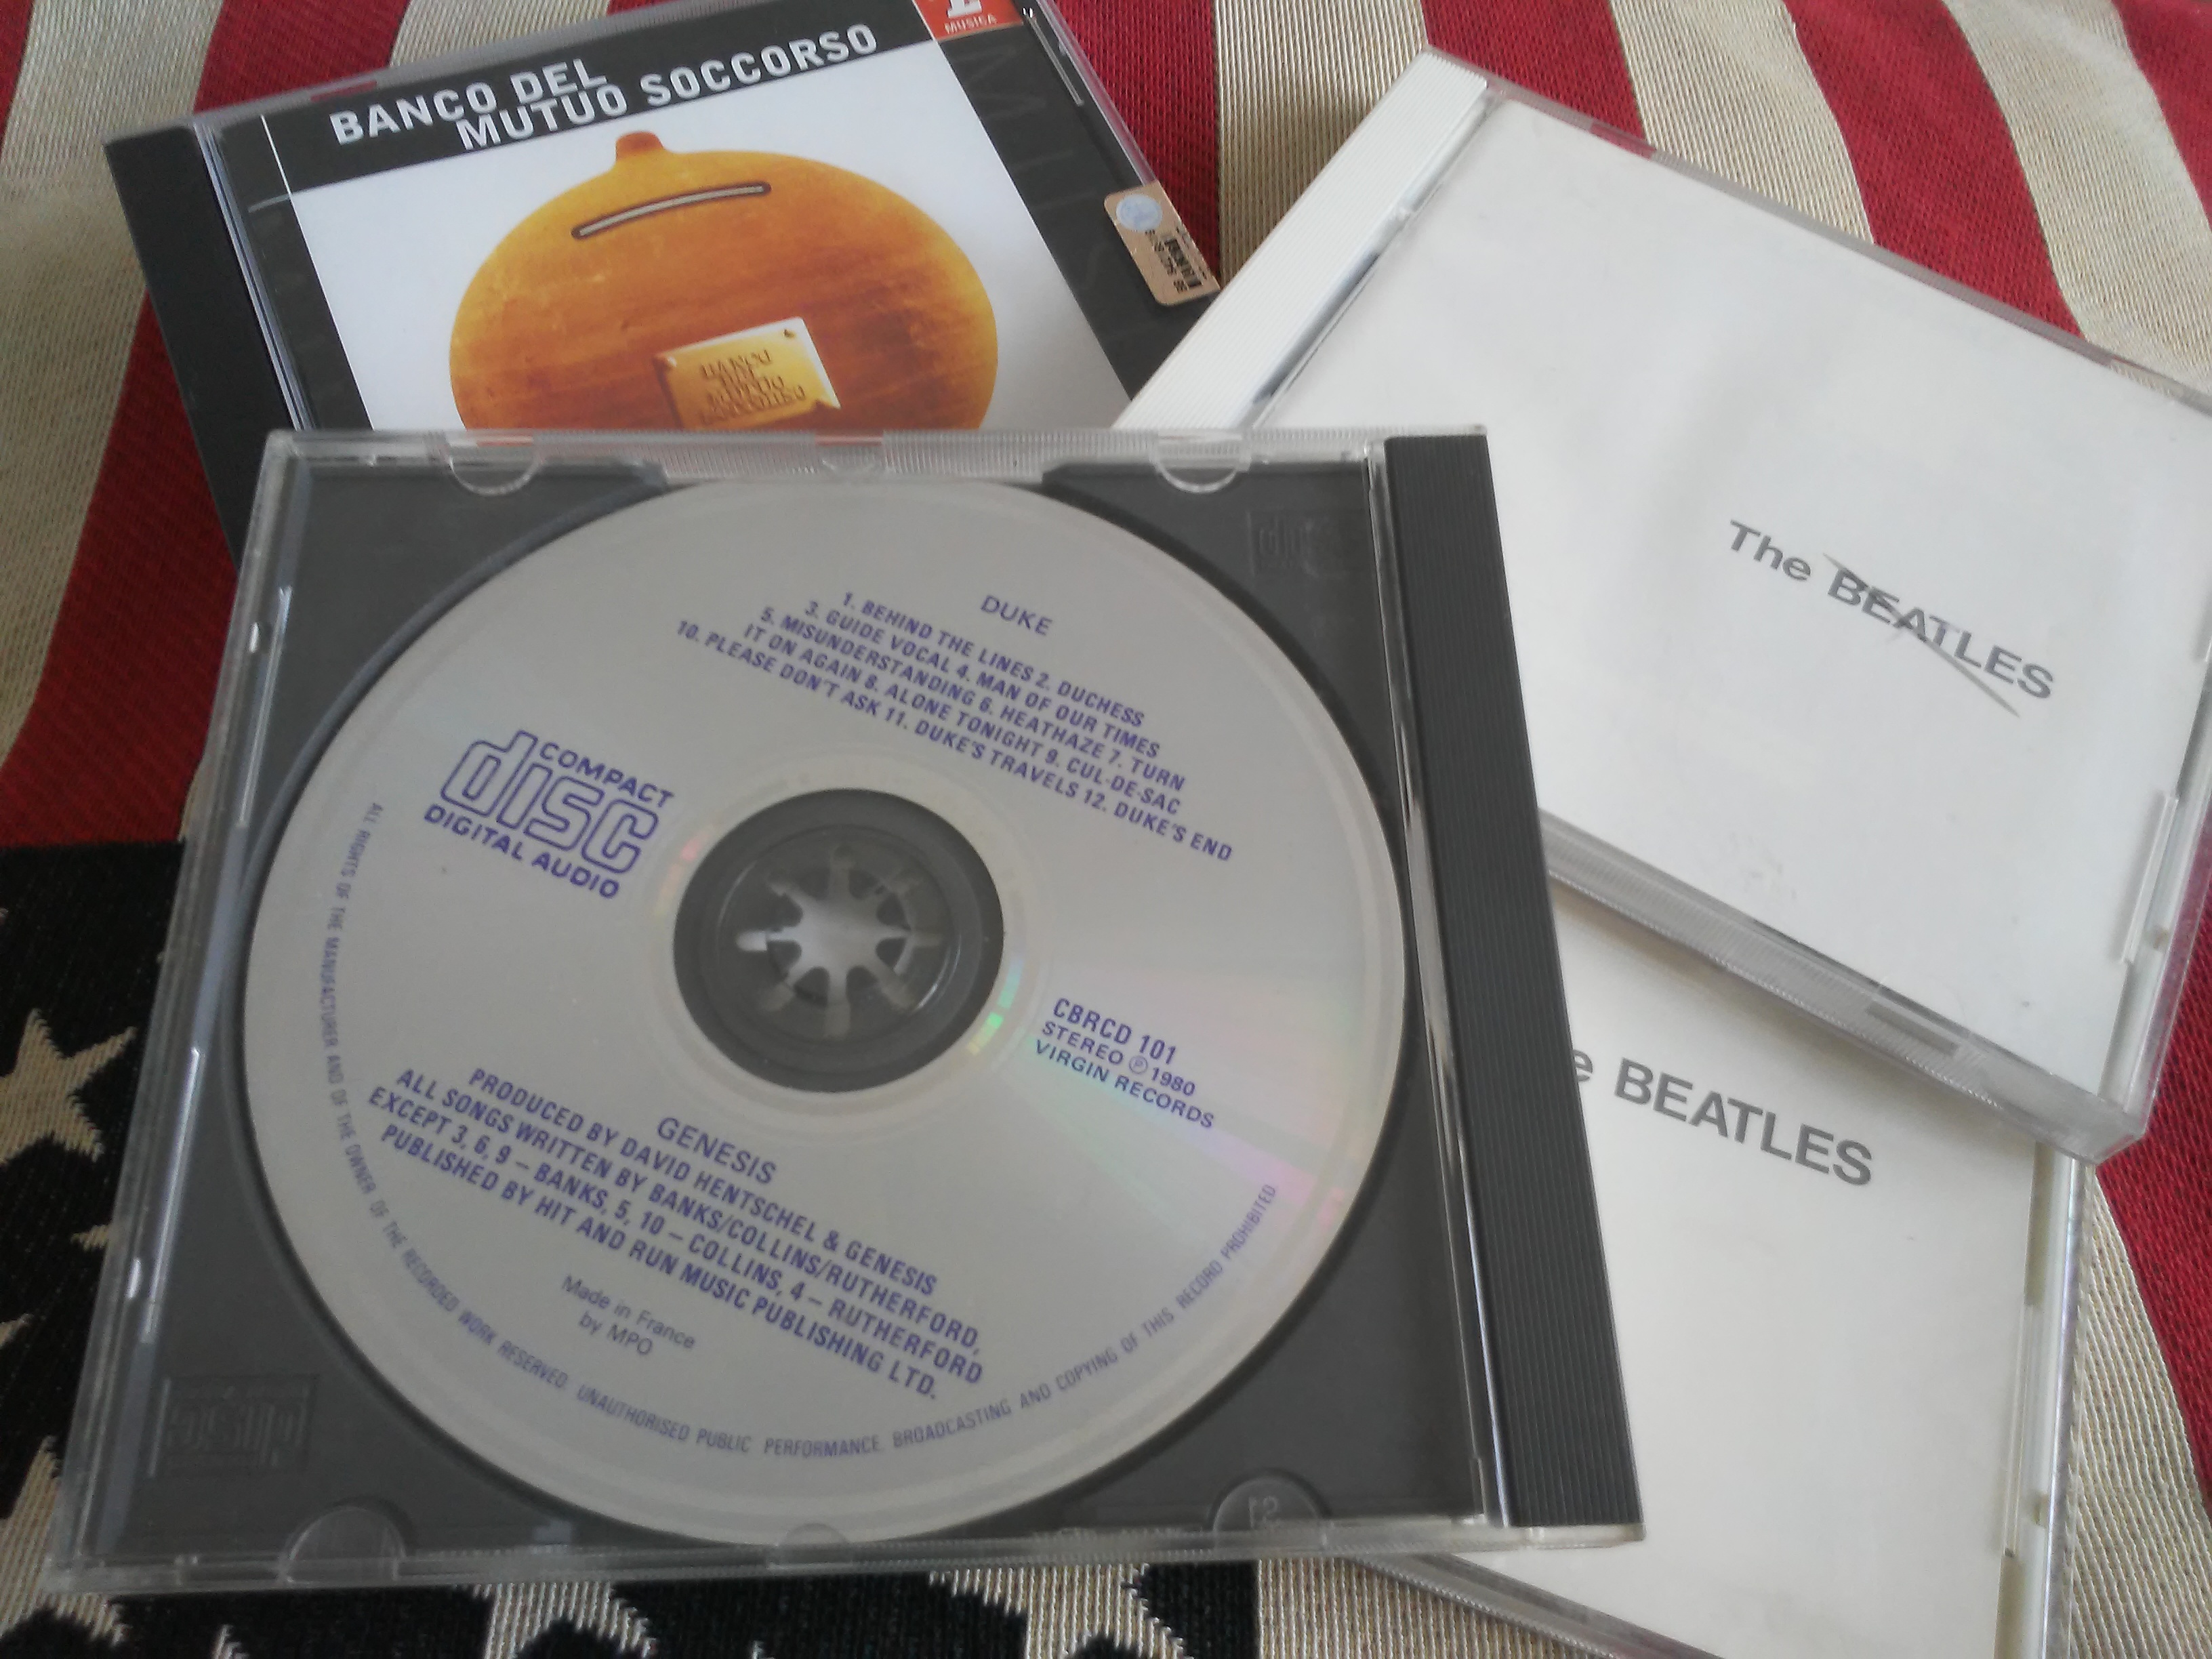 BANCO DEL
MUTUO SOCCORSO
MUSICA
BANCO
DEL
MUTUO
SOCCORSO
The BEATLES
BEATLES
DUKE
1. BEHIND THE LINES 2. DUCHESS
3. GUIDE VOCAL 4. MAN OF OUR TIMES
5. MISUNDERSTANDING 6. HEATHAZE 7. TURN
IT ON AGAIN 8. ALONE TONIGHT 9. CUL-DE-SAC
10. PLEASE DON'T ASK 11. DUKE'S TRAVELS 12. DUKE'S END
COMPACT
disc
DIGITAL AUDIO
CBRCD 101
STEREO Ⓟ 1980
VIRGIN RECORDS
GENESIS
PRODUCED BY DAVID HENTSCHEL & GENESIS
ALL SONGS WRITTEN BY BANKS/COLLINS/RUTHERFORD,
EXCEPT 3, 6, 9 – BANKS, 5, 10 – COLLINS, 4 – RUTHERFORD
PUBLISHED BY HIT AND RUN MUSIC PUBLISHING LTD.
Made in France
by MPO
ALL RIGHTS OF THE MANUFACTURER AND OF THE OWNER OF THE RECORDED WORK RESERVED. UNAUTHORISED PUBLIC PERFORMANCE, BROADCASTING AND COPYING OF THIS RECORD PROHIBITED